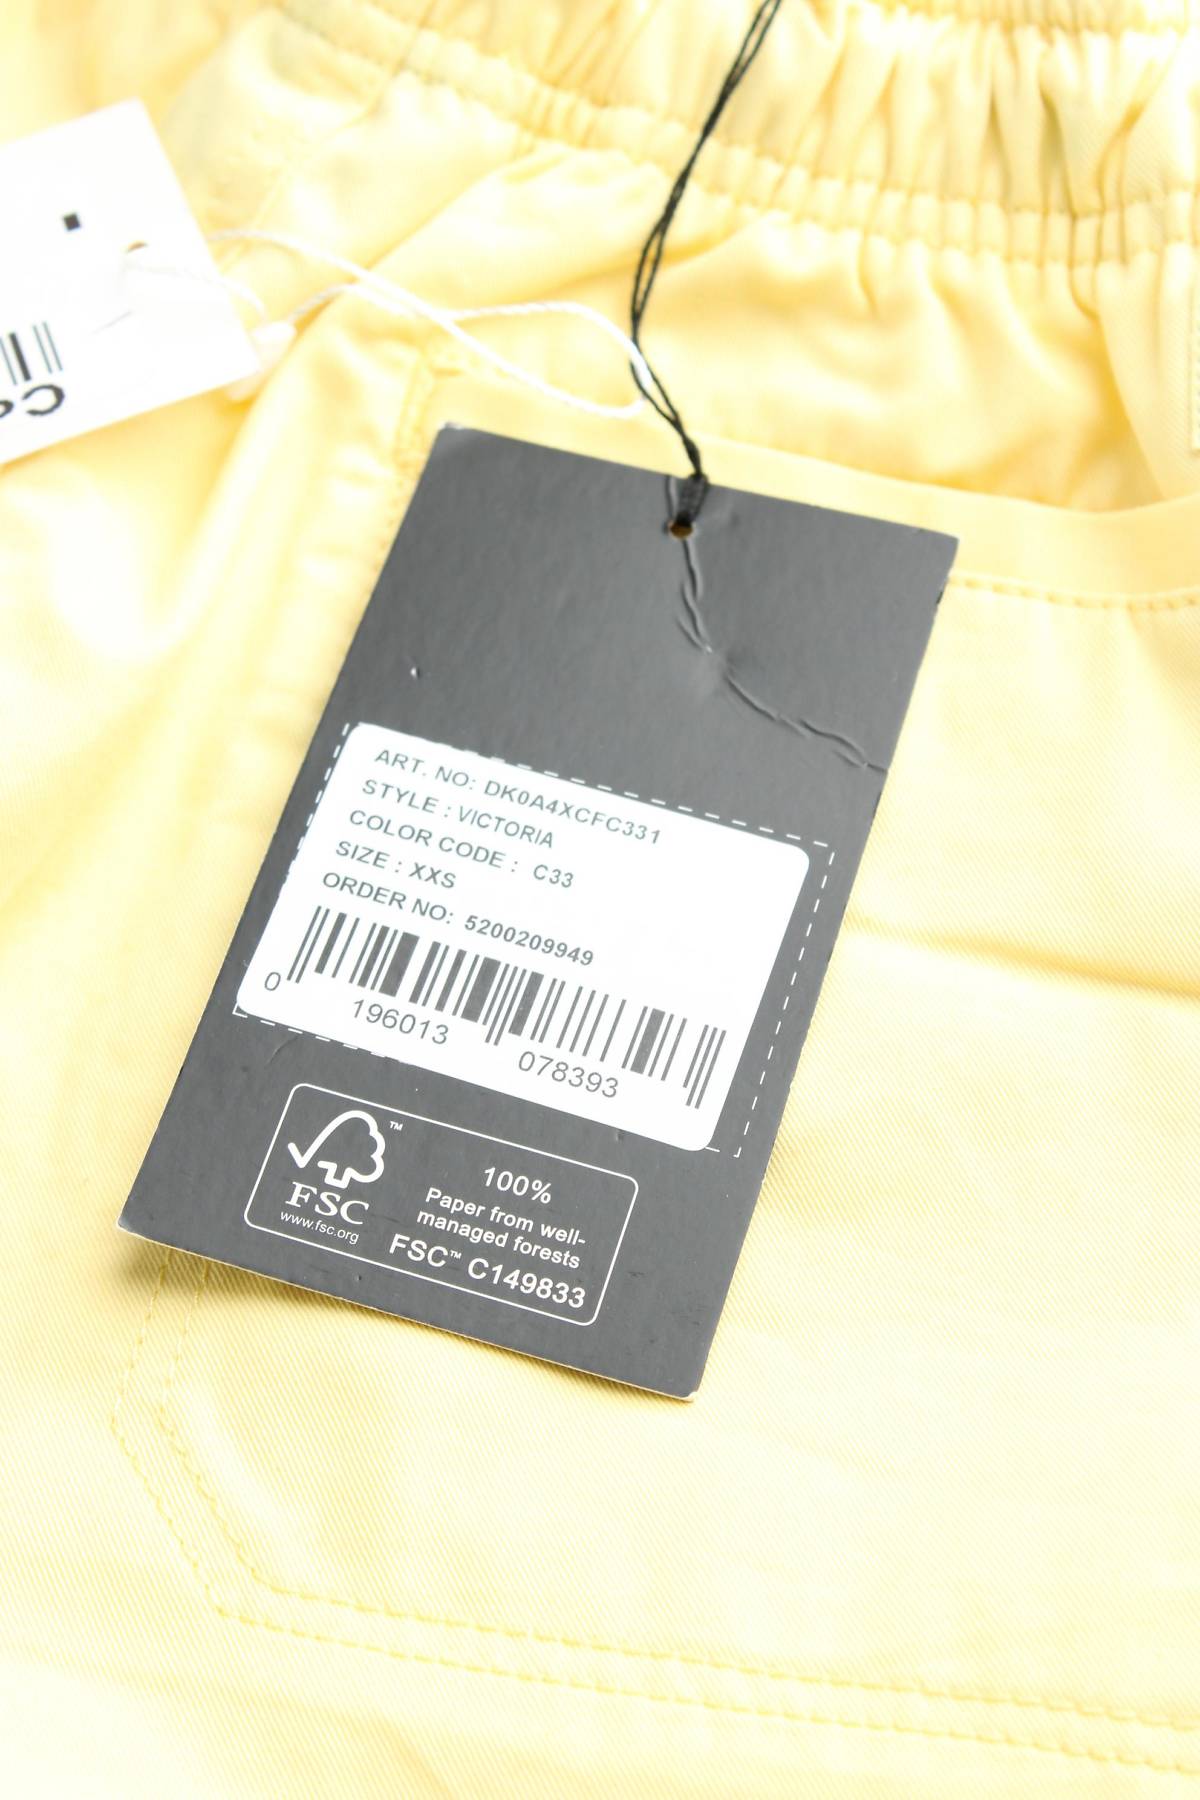 ART. NO: DK0A4XCFC331
STYLE : VICTORIA
COLOR CODE : C33
SIZE : XXS
ORDER NO: 5200209949
0 196013 078393
™
FSC
www.fsc.org
100%
Paper from well-
managed forests
FSC™ C149833